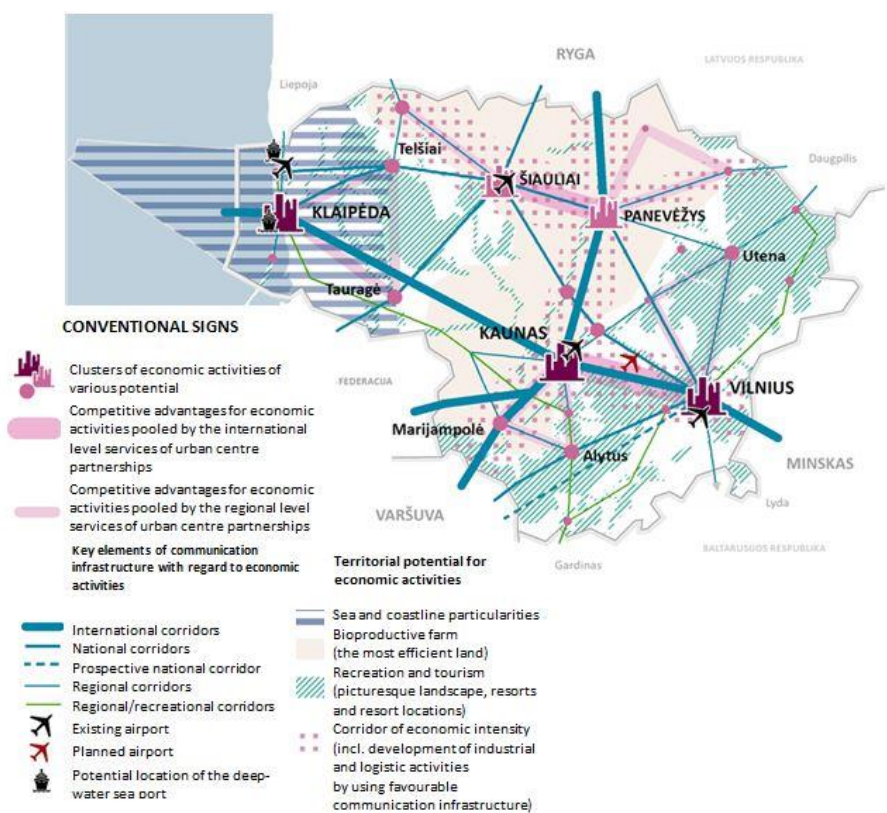 RYGA
LATVIJOS RESPUBLIKA
Liepoja
Telšiai
Daugpilis
ŠIAULIAI
KLAIPĖDA
PANEVĖŽYS
Utena
Tauragė
CONVENTIONAL SIGNS
KAUNAS
Clusters of economic activities of
various potential
FEDERACIJA
VILNIUS
Competitive advantages for economic
activities pooled by the international
level services of urban centre
partnerships
Marijampolė
Alytus
MINSKAS
Competitive advantages for economic
activities pooled by the regional level
services of urban centre partnerships
VARŠUVA
Lyda
BALTARUSIJOS RESPUBLIKA
Gardinas
Key elements of communication
infrastructure with regard to economic
activities
Territorial potential for
economic activities
International corridors
National corridors
Prospective national corridor
Regional corridors
Regional/recreational corridors
Existing airport
Planned airport
Potential location of the deep-
water sea port
Sea and coastline particularities
Bioproductive farm
(the most efficient land)
Recreation and tourism
(picturesque landscape, resorts
and resort locations)
Corridor of economic intensity
(incl. development of industrial
and logistic activities
by using favourable
communication infrastructure)